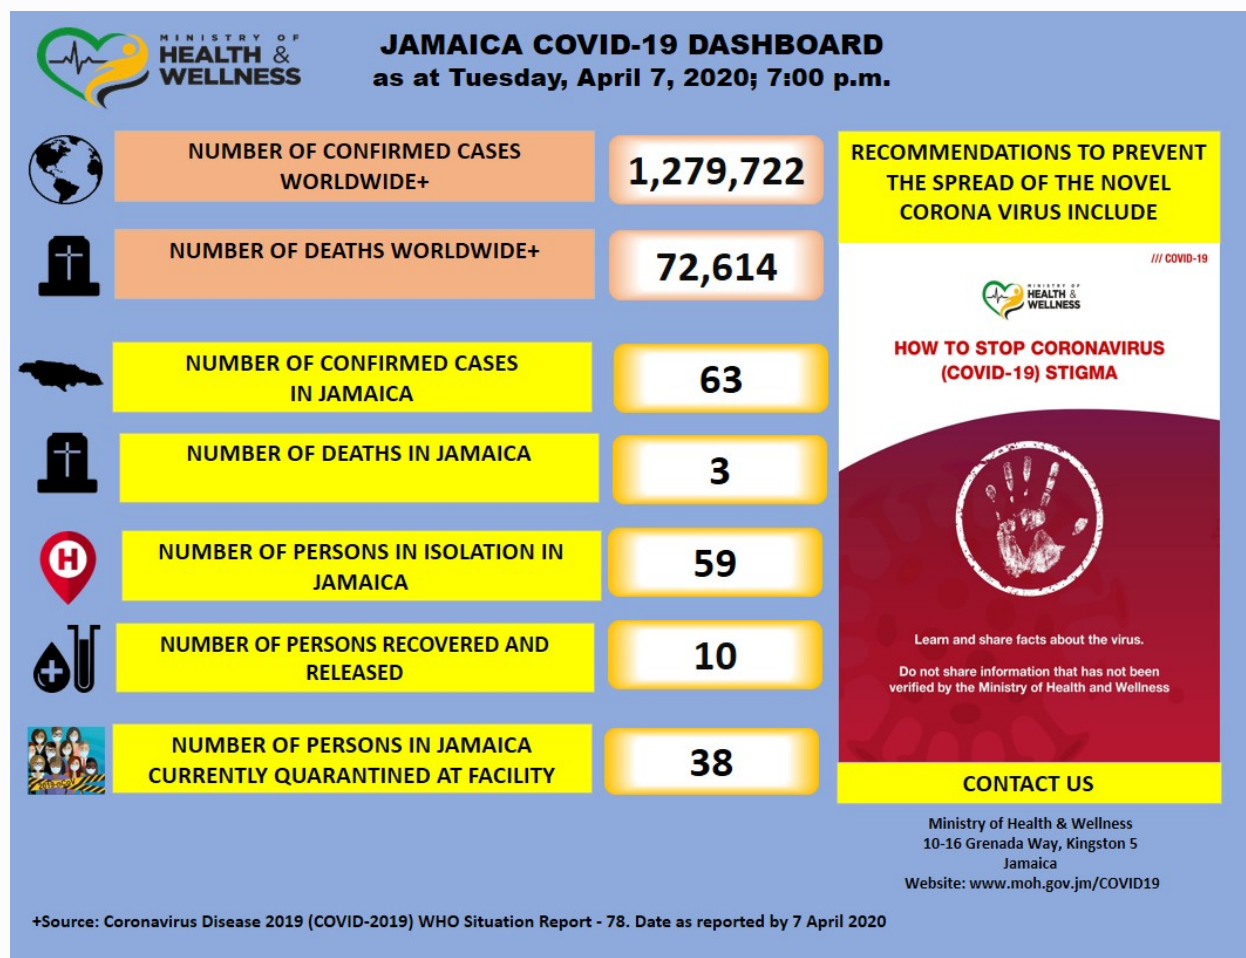 MINISTRY OF
HEALTH &
WELLNESS
JAMAICA COVID-19 DASHBOARD
as at Tuesday, April 7, 2020; 7:00 p.m.
NUMBER OF CONFIRMED CASES
WORLDWIDE+
1,279,722
NUMBER OF DEATHS WORLDWIDE+
72,614
NUMBER OF CONFIRMED CASES
IN JAMAICA
63
NUMBER OF DEATHS IN JAMAICA
3
H
NUMBER OF PERSONS IN ISOLATION IN
JAMAICA
59
NUMBER OF PERSONS RECOVERED AND
RELEASED
10
NUMBER OF PERSONS IN JAMAICA
CURRENTLY QUARANTINED AT FACILITY
38
RECOMMENDATIONS TO PREVENT
THE SPREAD OF THE NOVEL
CORONA VIRUS INCLUDE
/// COVID-19
MINISTRY OF
HEALTH &
WELLNESS
HOW TO STOP CORONAVIRUS
(COVID-19) STIGMA
Learn and share facts about the virus.
Do not share information that has not been
verified by the Ministry of Health and Wellness
CONTACT US
Ministry of Health & Wellness
10-16 Grenada Way, Kingston 5
Jamaica
Website: www.moh.gov.jm/COVID19
+Source: Coronavirus Disease 2019 (COVID-2019) WHO Situation Report - 78. Date as reported by 7 April 2020